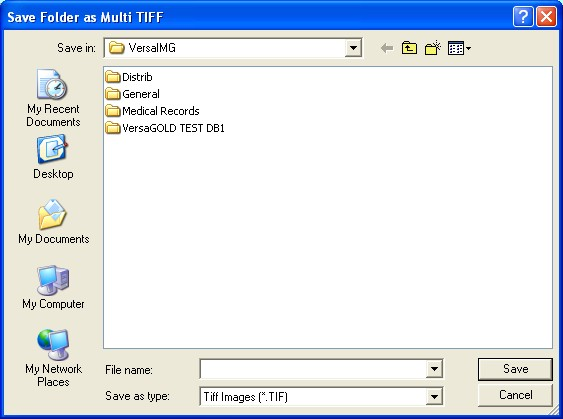 Save Folder as Multi TIFF
Save in: VersaIMG
My Recent
Documents
Desktop
My Documents
My Computer
My Network
Places
Distrib
General
Medical Records
VersaGOLD TEST DB1
File name:
Save
Save as type: Tiff Images (*.TIF)
Cancel